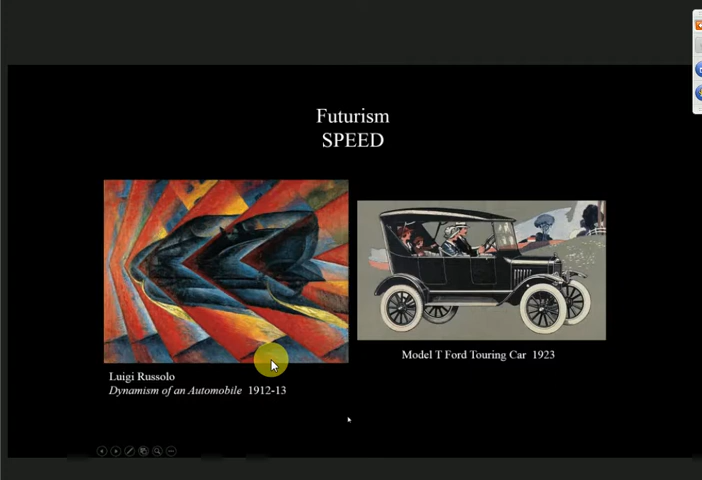 Futurism
SPEED
Luigi Russolo
Dynamism of an Automobile 1912-13
Model T Ford Touring Car 1923